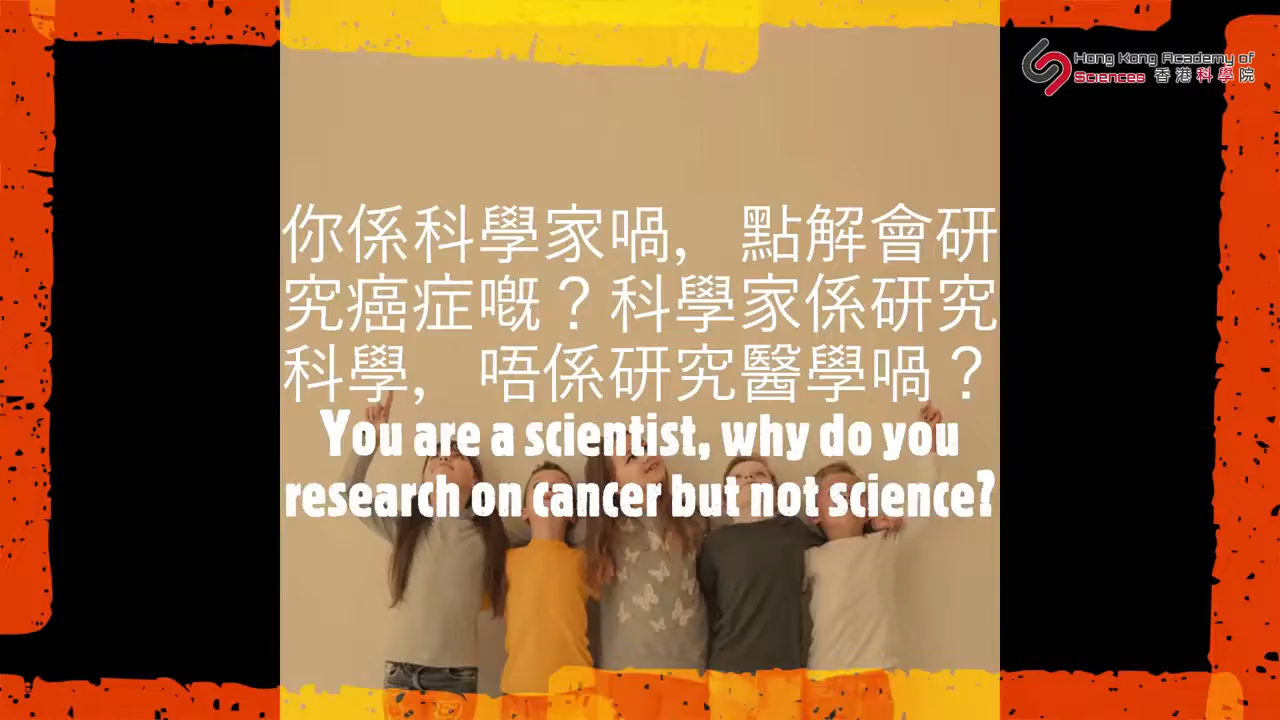 Hong Kong Academy of
Sciences 香港科學院
你係科學家喎，點解會研
究癌症嘅？科學家係研究
科學，唔係研究醫學喎？
You are a scientist, why do you
research on cancer but not science?